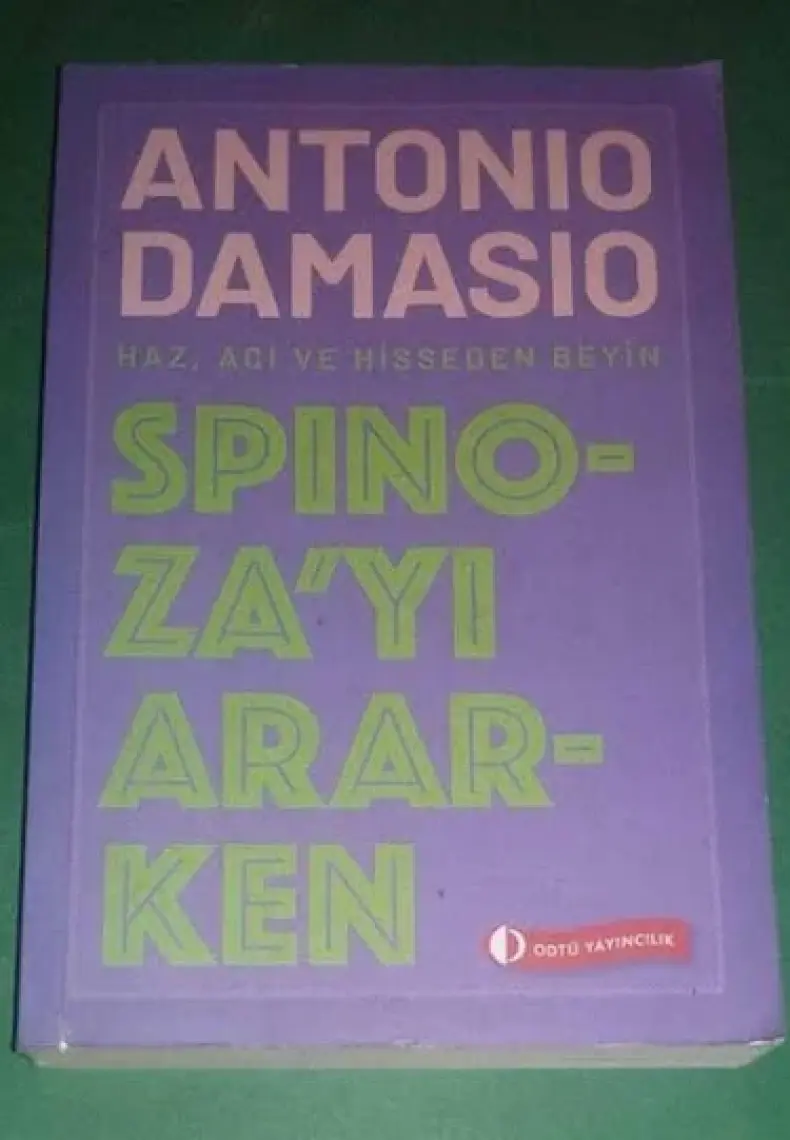 ANTONIO
DAMASIO
HAZ, ACI VE HİSSEDEN BEYİN
SPINO-
ZA'YI
ARAR-
KEN
ODTÜ YAYINCILIK